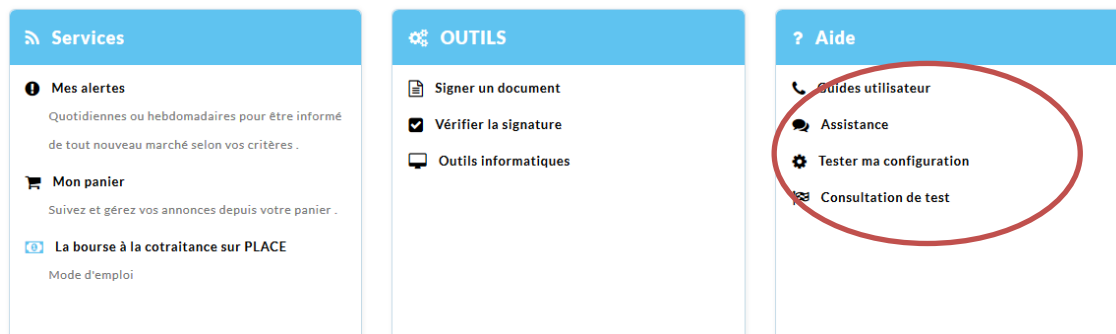 Services
Mes alertes
Quotidiennes ou hebdomadaires pour être informé
de tout nouveau marché selon vos critères .
Mon panier
Suivez et gérez vos annonces depuis votre panier .
La bourse à la cotraitance sur PLACE
Mode d'emploi
OUTILS
Signer un document
Vérifier la signature
Outils informatiques
? Aide
Guides utilisateur
Assistance
Tester ma configuration
Consultation de test